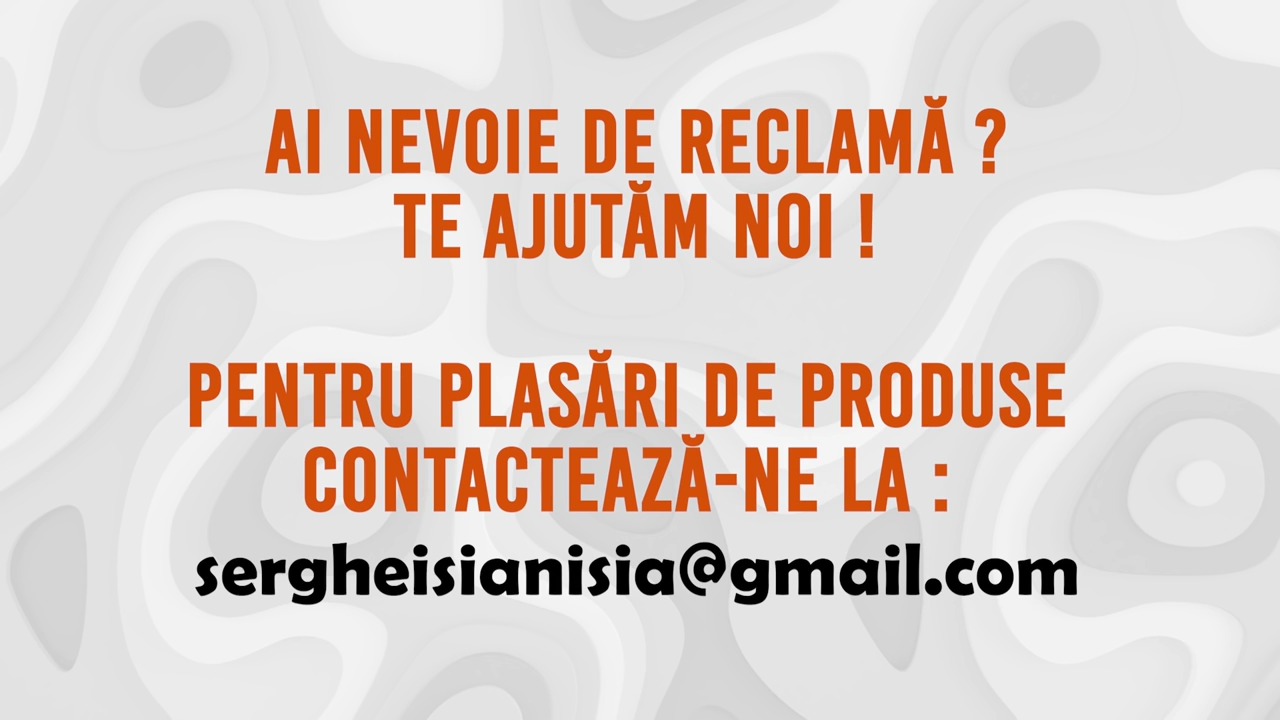 AI NEVOIE DE RECLAMĂ ?
TE AJUTĂM NOI !
PENTRU PLASĂRI DE PRODUSE
CONTACTEAZĂ-NE LA :
sergheisianisia@gmail.com